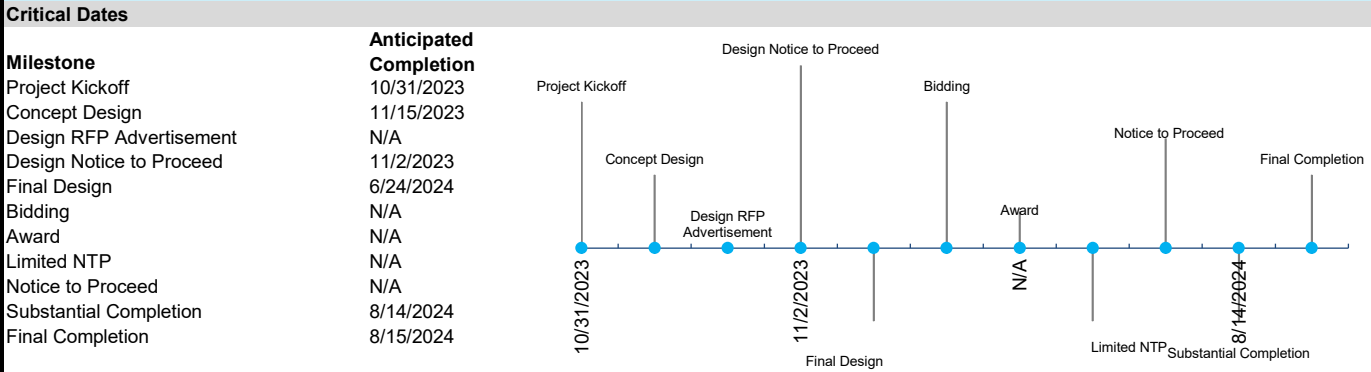 Critical Dates
Milestone Anticipated Completion
Project Kickoff 10/31/2023
Concept Design 11/15/2023
Design RFP Advertisement N/A
Design Notice to Proceed 11/2/2023
Final Design 6/24/2024
Bidding N/A
Award N/A
Limited NTP N/A
Notice to Proceed N/A
Substantial Completion 8/14/2024
Final Completion 8/15/2024
Design Notice to Proceed
Project Kickoff
Bidding
Notice to Proceed
Concept Design
Final Completion
Design RFP
Advertisement
Award
10/31/2023
11/2/2023
N/A
8/14/2024
Final Design
Limited NTP
Substantial Completion